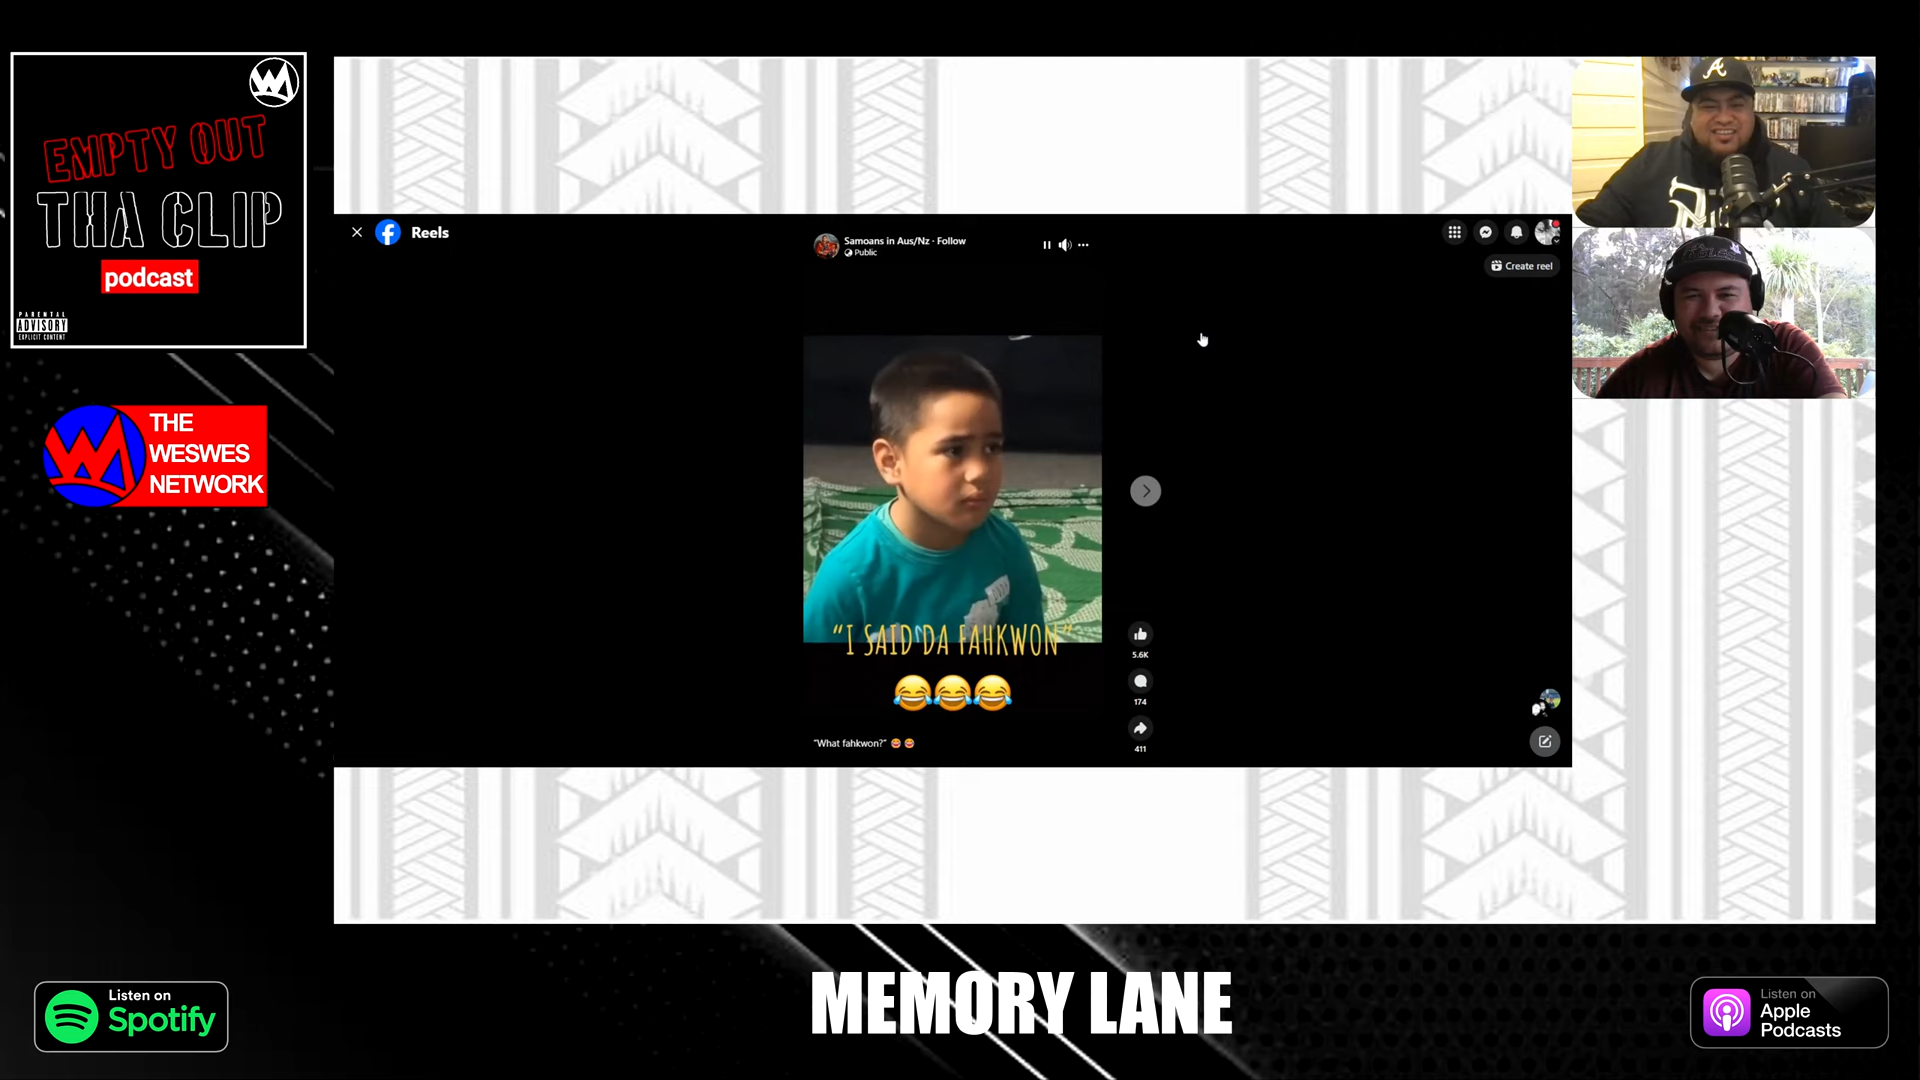 EMPTY OUT
THA CLIP
podcast
PARENTAL
ADVISORY
EXPLICIT CONTENT
THE
WESWES
NETWORK
Reels
Samoans in Aus/Nz · Follow
Public
Create reel
A
"I SAID DA FAHKWON"
😂😂😂
"What fahkwon?"
5.6K
174
411
MEMORY LANE
Listen on
Spotify
Listen on
Apple
Podcasts